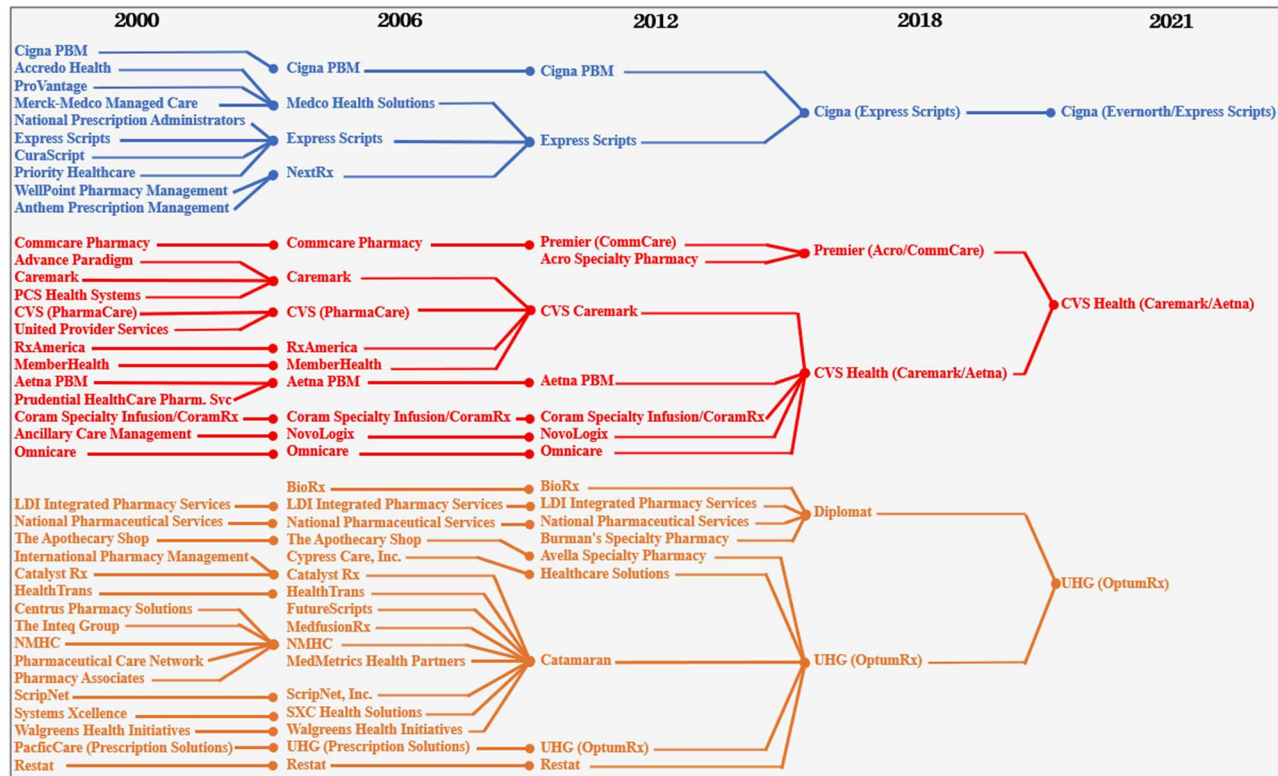 2000 2006 2012 2018 2021
Cigna PBM
Accredo Health
ProVantage
Merck-Medco Managed Care
National Prescription Administrators
Express Scripts
CuraScript
Priority Healthcare
WellPoint Pharmacy Management
Anthem Prescription Management
Cigna PBM
Medco Health Solutions
Express Scripts
NextRx
Cigna PBM
Express Scripts
Cigna (Express Scripts)
Cigna (Evernorth/Express Scripts)
Commcare Pharmacy
Advance Paradigm
Caremark
PCS Health Systems
CVS (PharmaCare)
United Provider Services
RxAmerica
MemberHealth
Aetna PBM
Prudential HealthCare Pharm. Svc
Coram Specialty Infusion/CoramRx
Ancillary Care Management
Omnicare
Commcare Pharmacy
Caremark
CVS (PharmaCare)
RxAmerica
MemberHealth
Aetna PBM
Coram Specialty Infusion/CoramRx
NovoLogix
Omnicare
Premier (CommCare)
Acro Specialty Pharmacy
CVS Caremark
Aetna PBM
Coram Specialty Infusion/CoramRx
NovoLogix
Omnicare
Premier (Acro/CommCare)
CVS Health (Caremark/Aetna)
CVS Health (Caremark/Aetna)
LDI Integrated Pharmacy Services
National Pharmaceutical Services
The Apothecary Shop
International Pharmacy Management
Catalyst Rx
HealthTrans
Centrus Pharmacy Solutions
The Inteq Group
NMHC
Pharmaceutical Care Network
Pharmacy Associates
ScripNet
Systems Xcellence
Walgreens Health Initiatives
PacficCare (Prescription Solutions)
Restat
BioRx
LDI Integrated Pharmacy Services
National Pharmaceutical Services
The Apothecary Shop
Cypress Care, Inc.
Catalyst Rx
HealthTrans
FutureScripts
MedfusionRx
NMHC
MedMetrics Health Partners
ScripNet, Inc.
SXC Health Solutions
Walgreens Health Initiatives
UHG (Prescription Solutions)
Restat
BioRx
LDI Integrated Pharmacy Services
National Pharmaceutical Services
Burman's Specialty Pharmacy
Avella Specialty Pharmacy
Healthcare Solutions
Catamaran
UHG (OptumRx)
Restat
Diplomat
UHG (OptumRx)
UHG (OptumRx)